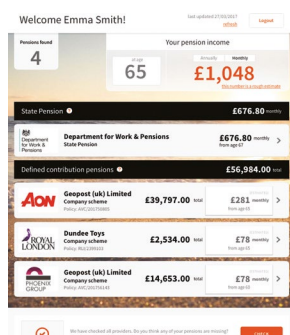 Welcome Emma Smith!
Last updated 27/03/2017
refresh
Logout
Pensions found
4
Your pension income
at age
65
Annually Monthly
£1,048
This number is a rough estimate
State Pension
£676.80 monthly
Department for Work & Pensions
Department for Work & Pensions
State Pension
£676.80 monthly
from age 67
Defined contribution pensions
£56,984.00 total
AON
Geopost (uk) Limited
Company scheme
£39,797.00 total
£281 monthly
from age 65
ROYAL LONDON
Dundee Toys
Company scheme
£2,534.00 total
£78 monthly
from age 65
PHOENIX GROUP
Geopost (uk) Limited
Company scheme
£14,653.00 total
£78 monthly
from age 65
We have checked all providers. Do you think any of your pensions are missing?
CHECK